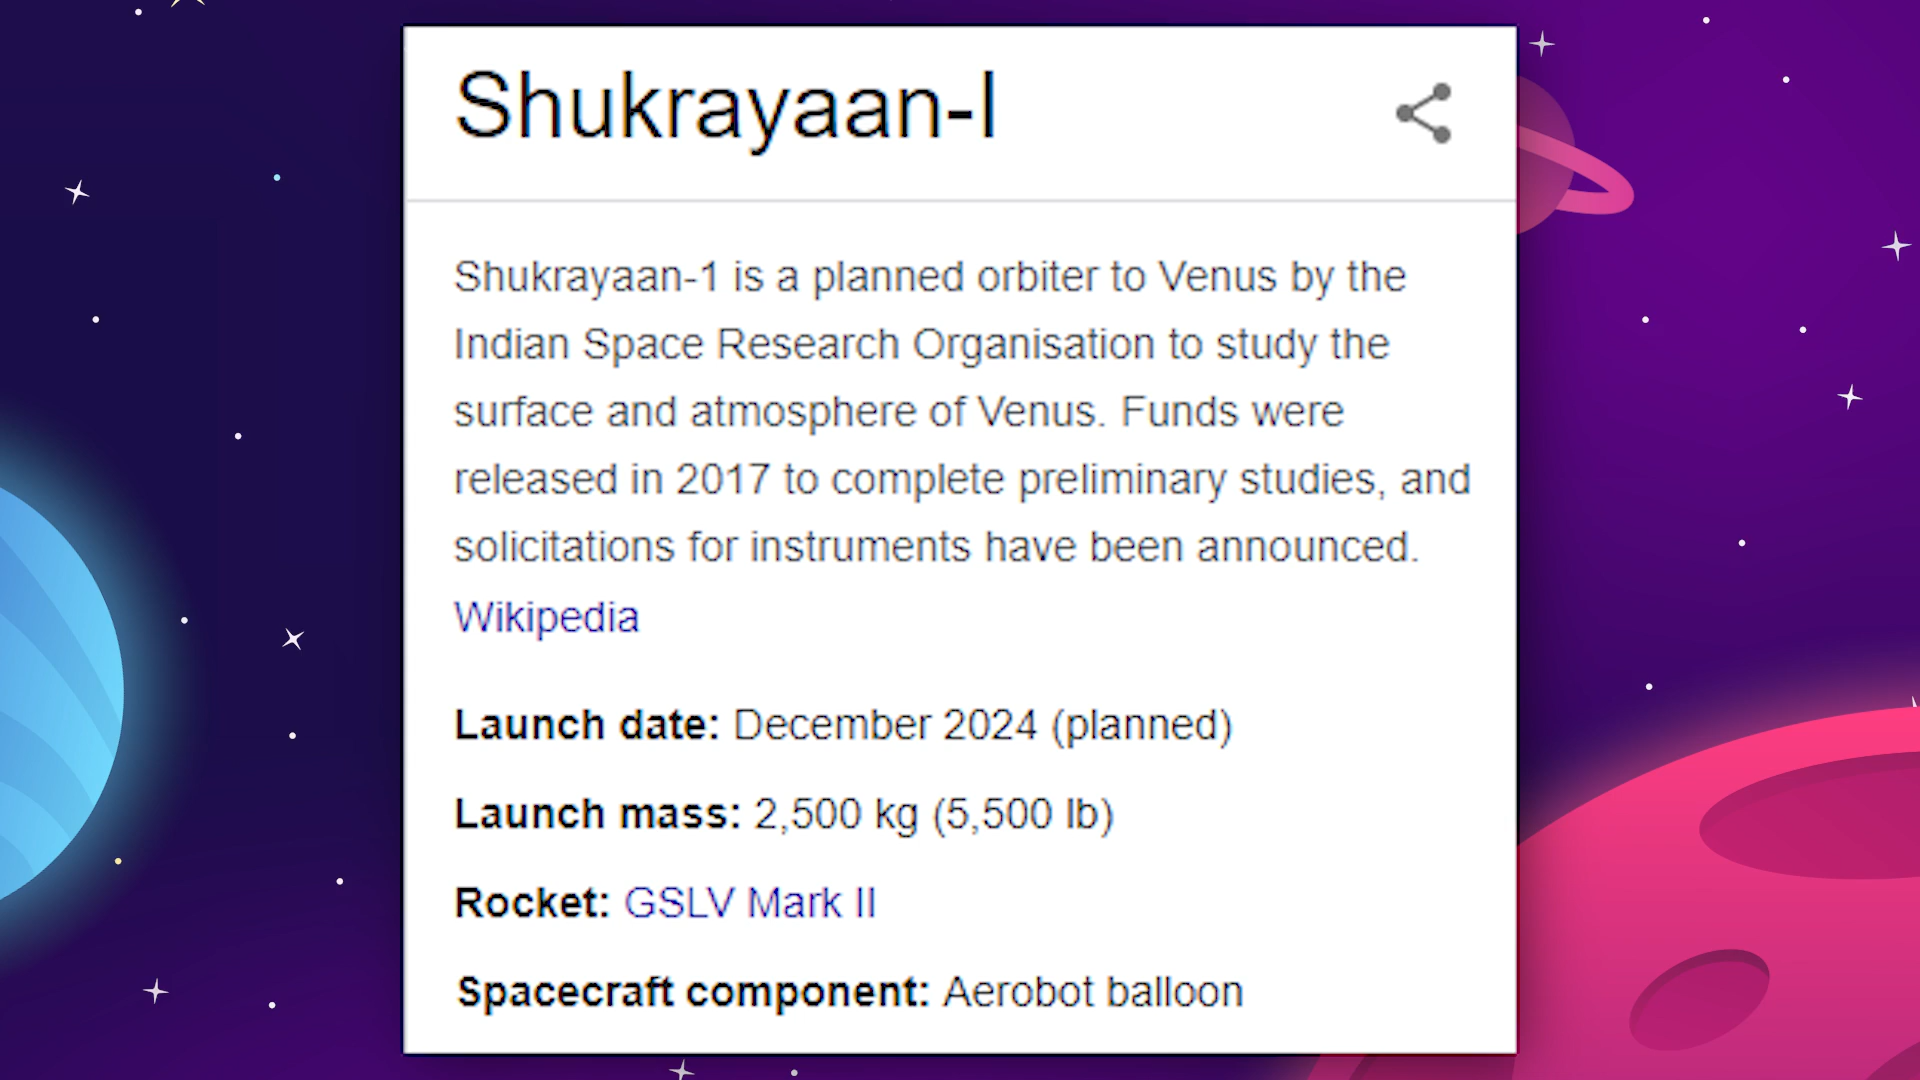 Shukrayaan-I
Shukrayaan-1 is a planned orbiter to Venus by the
Indian Space Research Organisation to study the
surface and atmosphere of Venus. Funds were
released in 2017 to complete preliminary studies, and
solicitations for instruments have been announced.
Wikipedia
Launch date: December 2024 (planned)
Launch mass: 2,500 kg (5,500 lb)
Rocket: GSLV Mark II
Spacecraft component: Aerobot balloon